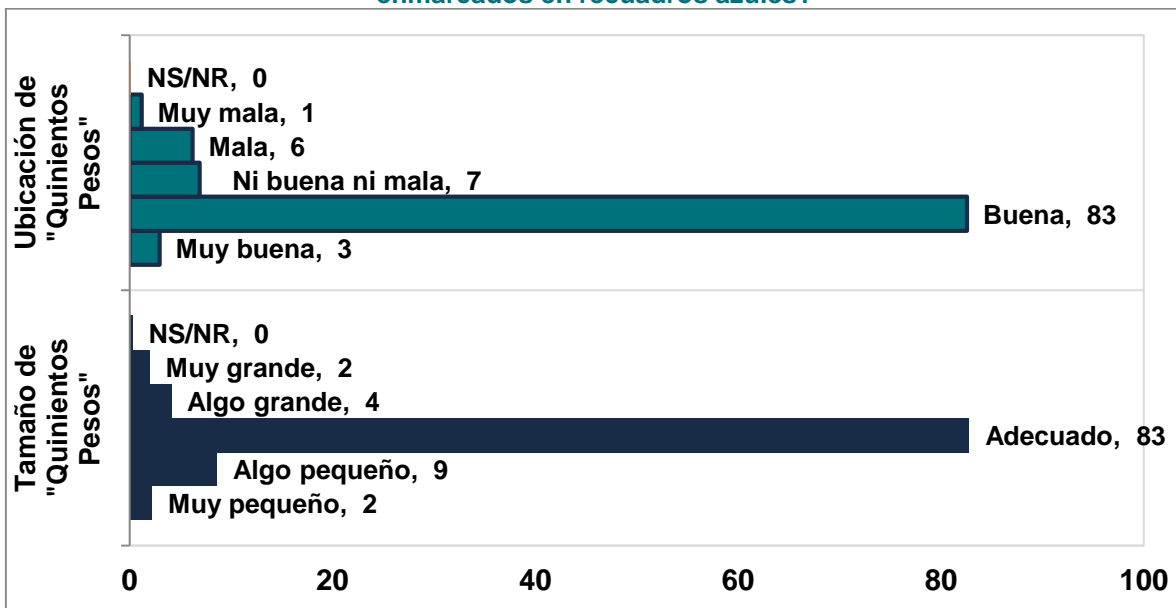 Ubicación de
"Quinientos
Pesos"
NS/NR, 0
Muy mala, 1
Mala, 6
Ni buena ni mala, 7
Buena, 83
Muy buena, 3
Tamaño de
"Quinientos
Pesos"
NS/NR, 0
Muy grande, 2
Algo grande, 4
Adecuado, 83
Algo pequeño, 9
Muy pequeño, 2
0 20 40 60 80 100